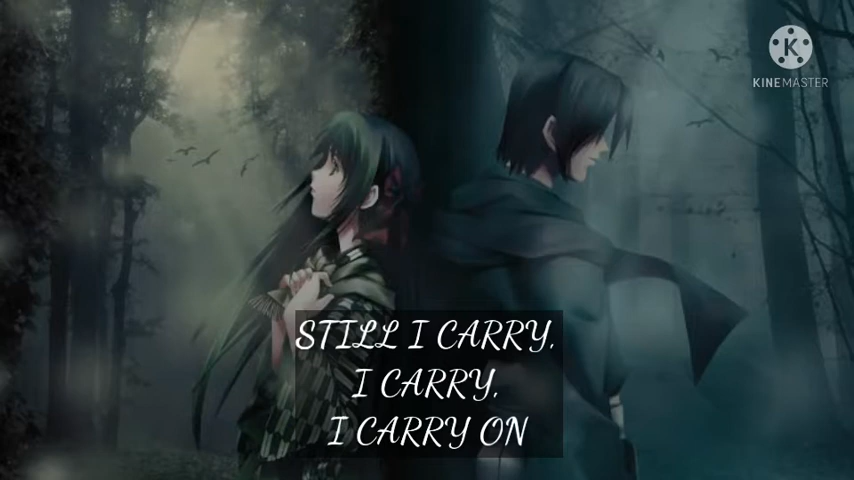 K
KINEMASTER
STILL I CARRY,
I CARRY,
I CARRY ON